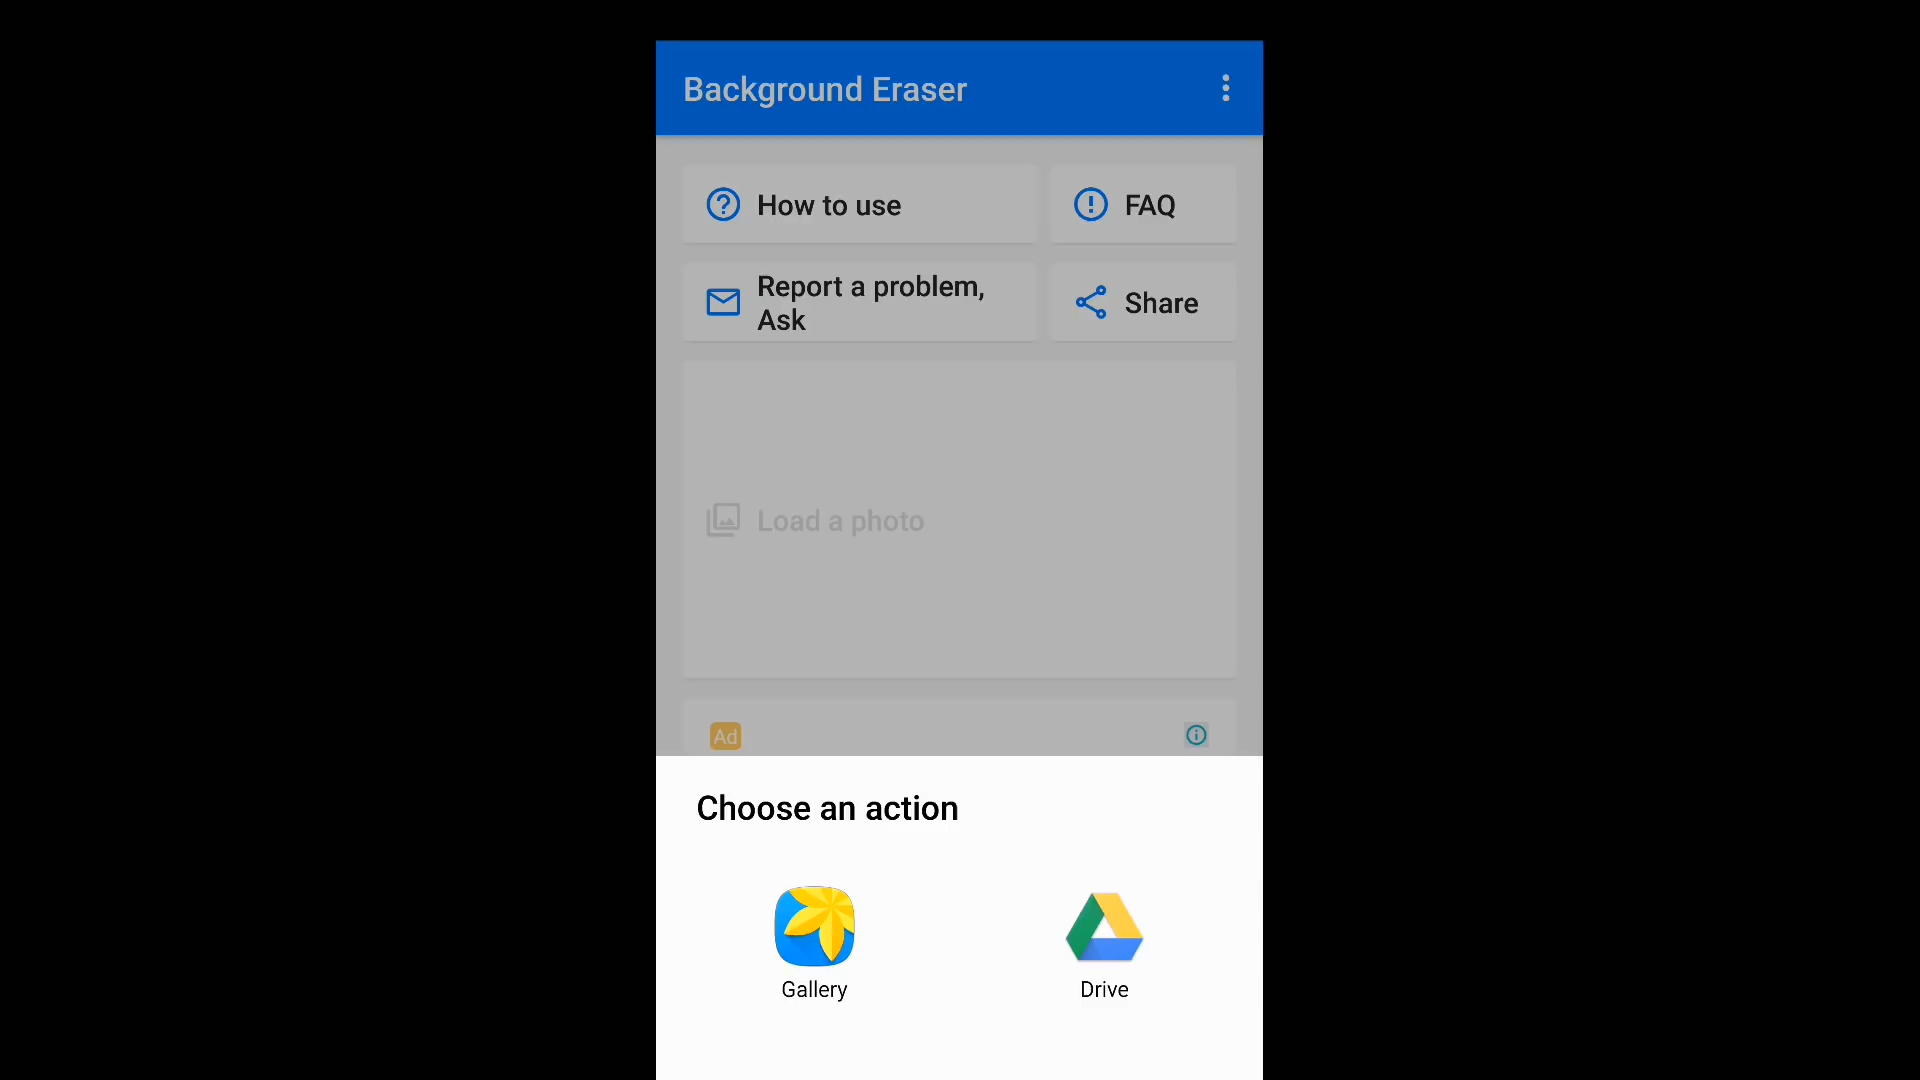 Background Eraser
How to use
FAQ
Report a problem,
Ask
Share
Load a photo
Ad
Choose an action
Gallery
Drive